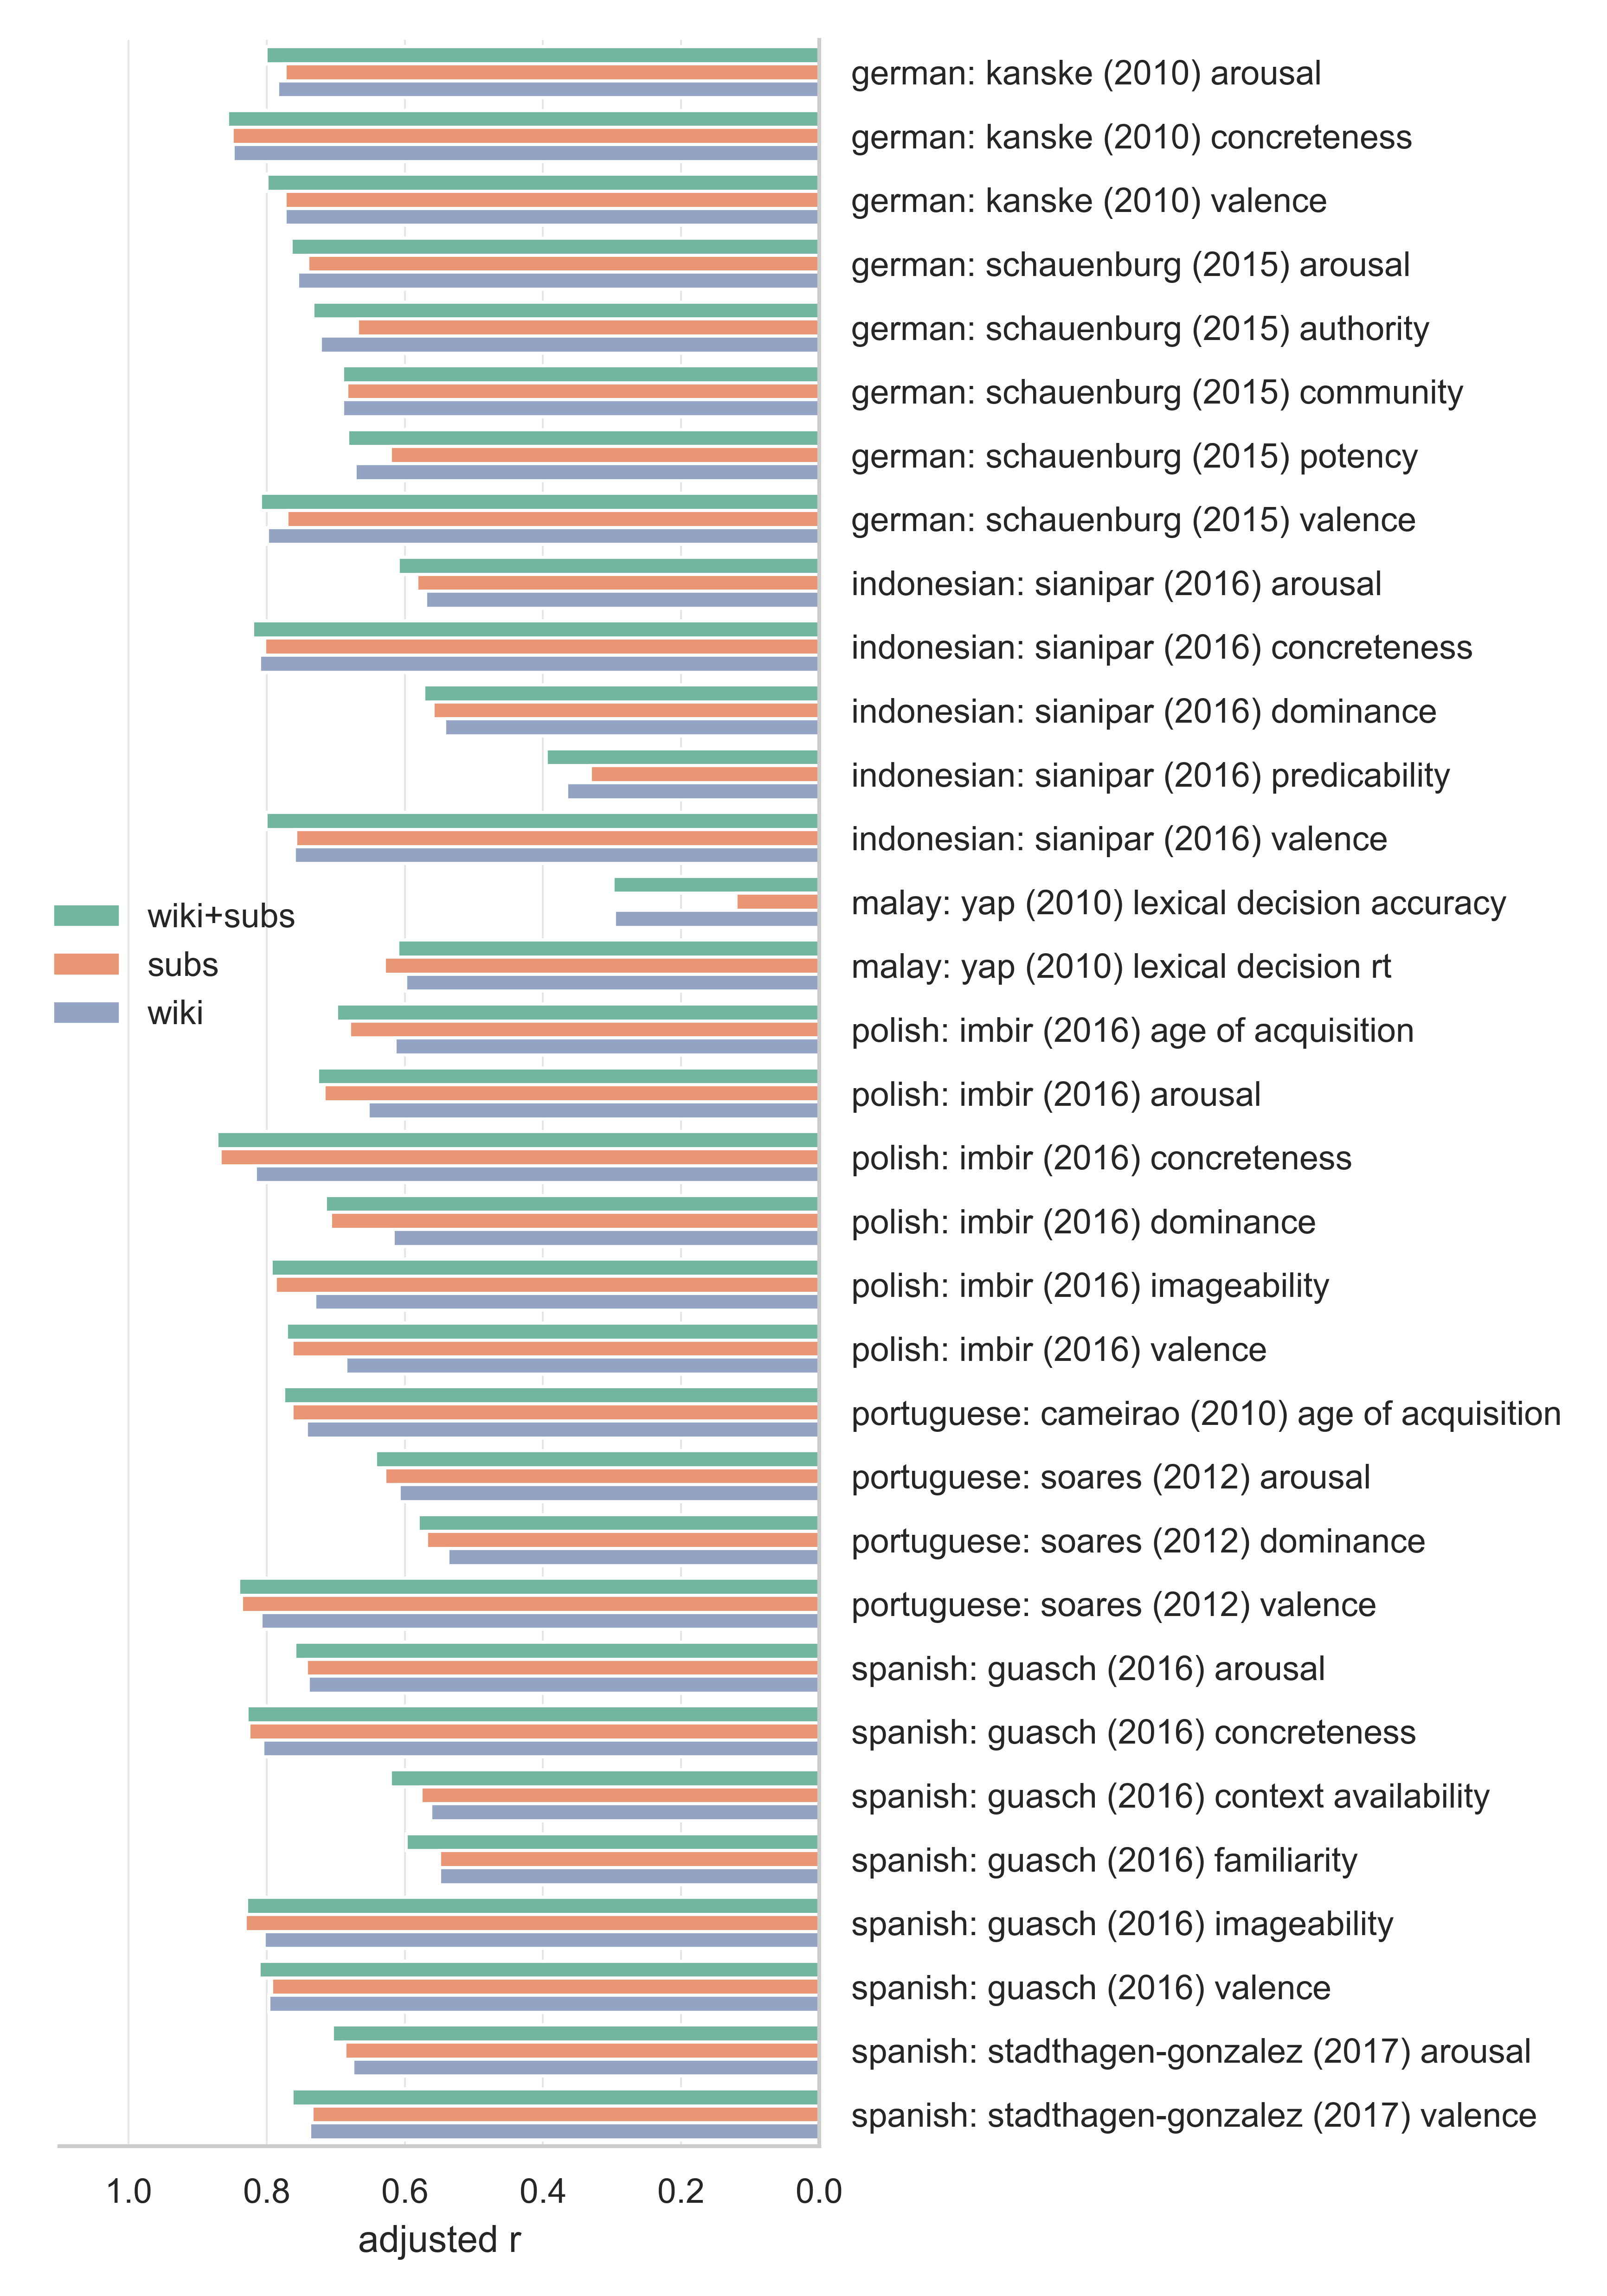 german: kanske (2010) arousal
german: kanske (2010) concreteness
german: kanske (2010) valence
german: schauenburg (2015) arousal
german: schauenburg (2015) authority
german: schauenburg (2015) community
german: schauenburg (2015) potency
german: schauenburg (2015) valence
indonesian: sianipar (2016) arousal
indonesian: sianipar (2016) concreteness
indonesian: sianipar (2016) dominance
indonesian: sianipar (2016) predicability
indonesian: sianipar (2016) valence
malay: yap (2010) lexical decision accuracy
malay: yap (2010) lexical decision rt
polish: imbir (2016) age of acquisition
polish: imbir (2016) arousal
polish: imbir (2016) concreteness
polish: imbir (2016) dominance
polish: imbir (2016) imageability
polish: imbir (2016) valence
portuguese: cameirao (2010) age of acquisition
portuguese: soares (2012) arousal
portuguese: soares (2012) dominance
portuguese: soares (2012) valence
spanish: guasch (2016) arousal
spanish: guasch (2016) concreteness
spanish: guasch (2016) context availability
spanish: guasch (2016) familiarity
spanish: guasch (2016) imageability
spanish: guasch (2016) valence
spanish: stadthagen-gonzalez (2017) arousal
spanish: stadthagen-gonzalez (2017) valence
wiki+subs
subs
wiki
1.0 0.8 0.6 0.4 0.2 0.0
adjusted r